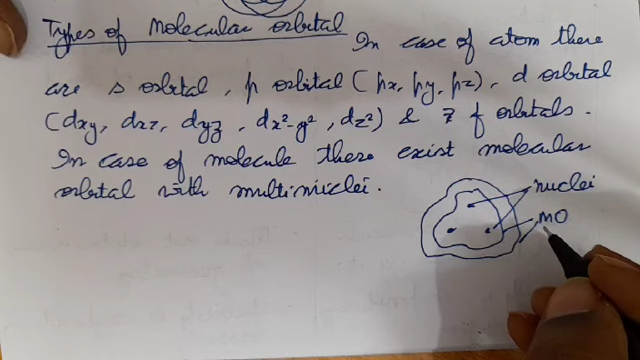 Types of Molecular orbital
In case of atom there
are s orbital, p orbital (px, py, pz), d orbital
(dxy, dxz, dyz, dx²-y², dz²) & 7 f orbitals.
In case of molecule there exist molecular
orbital with multinuclei.
nuclei
MO